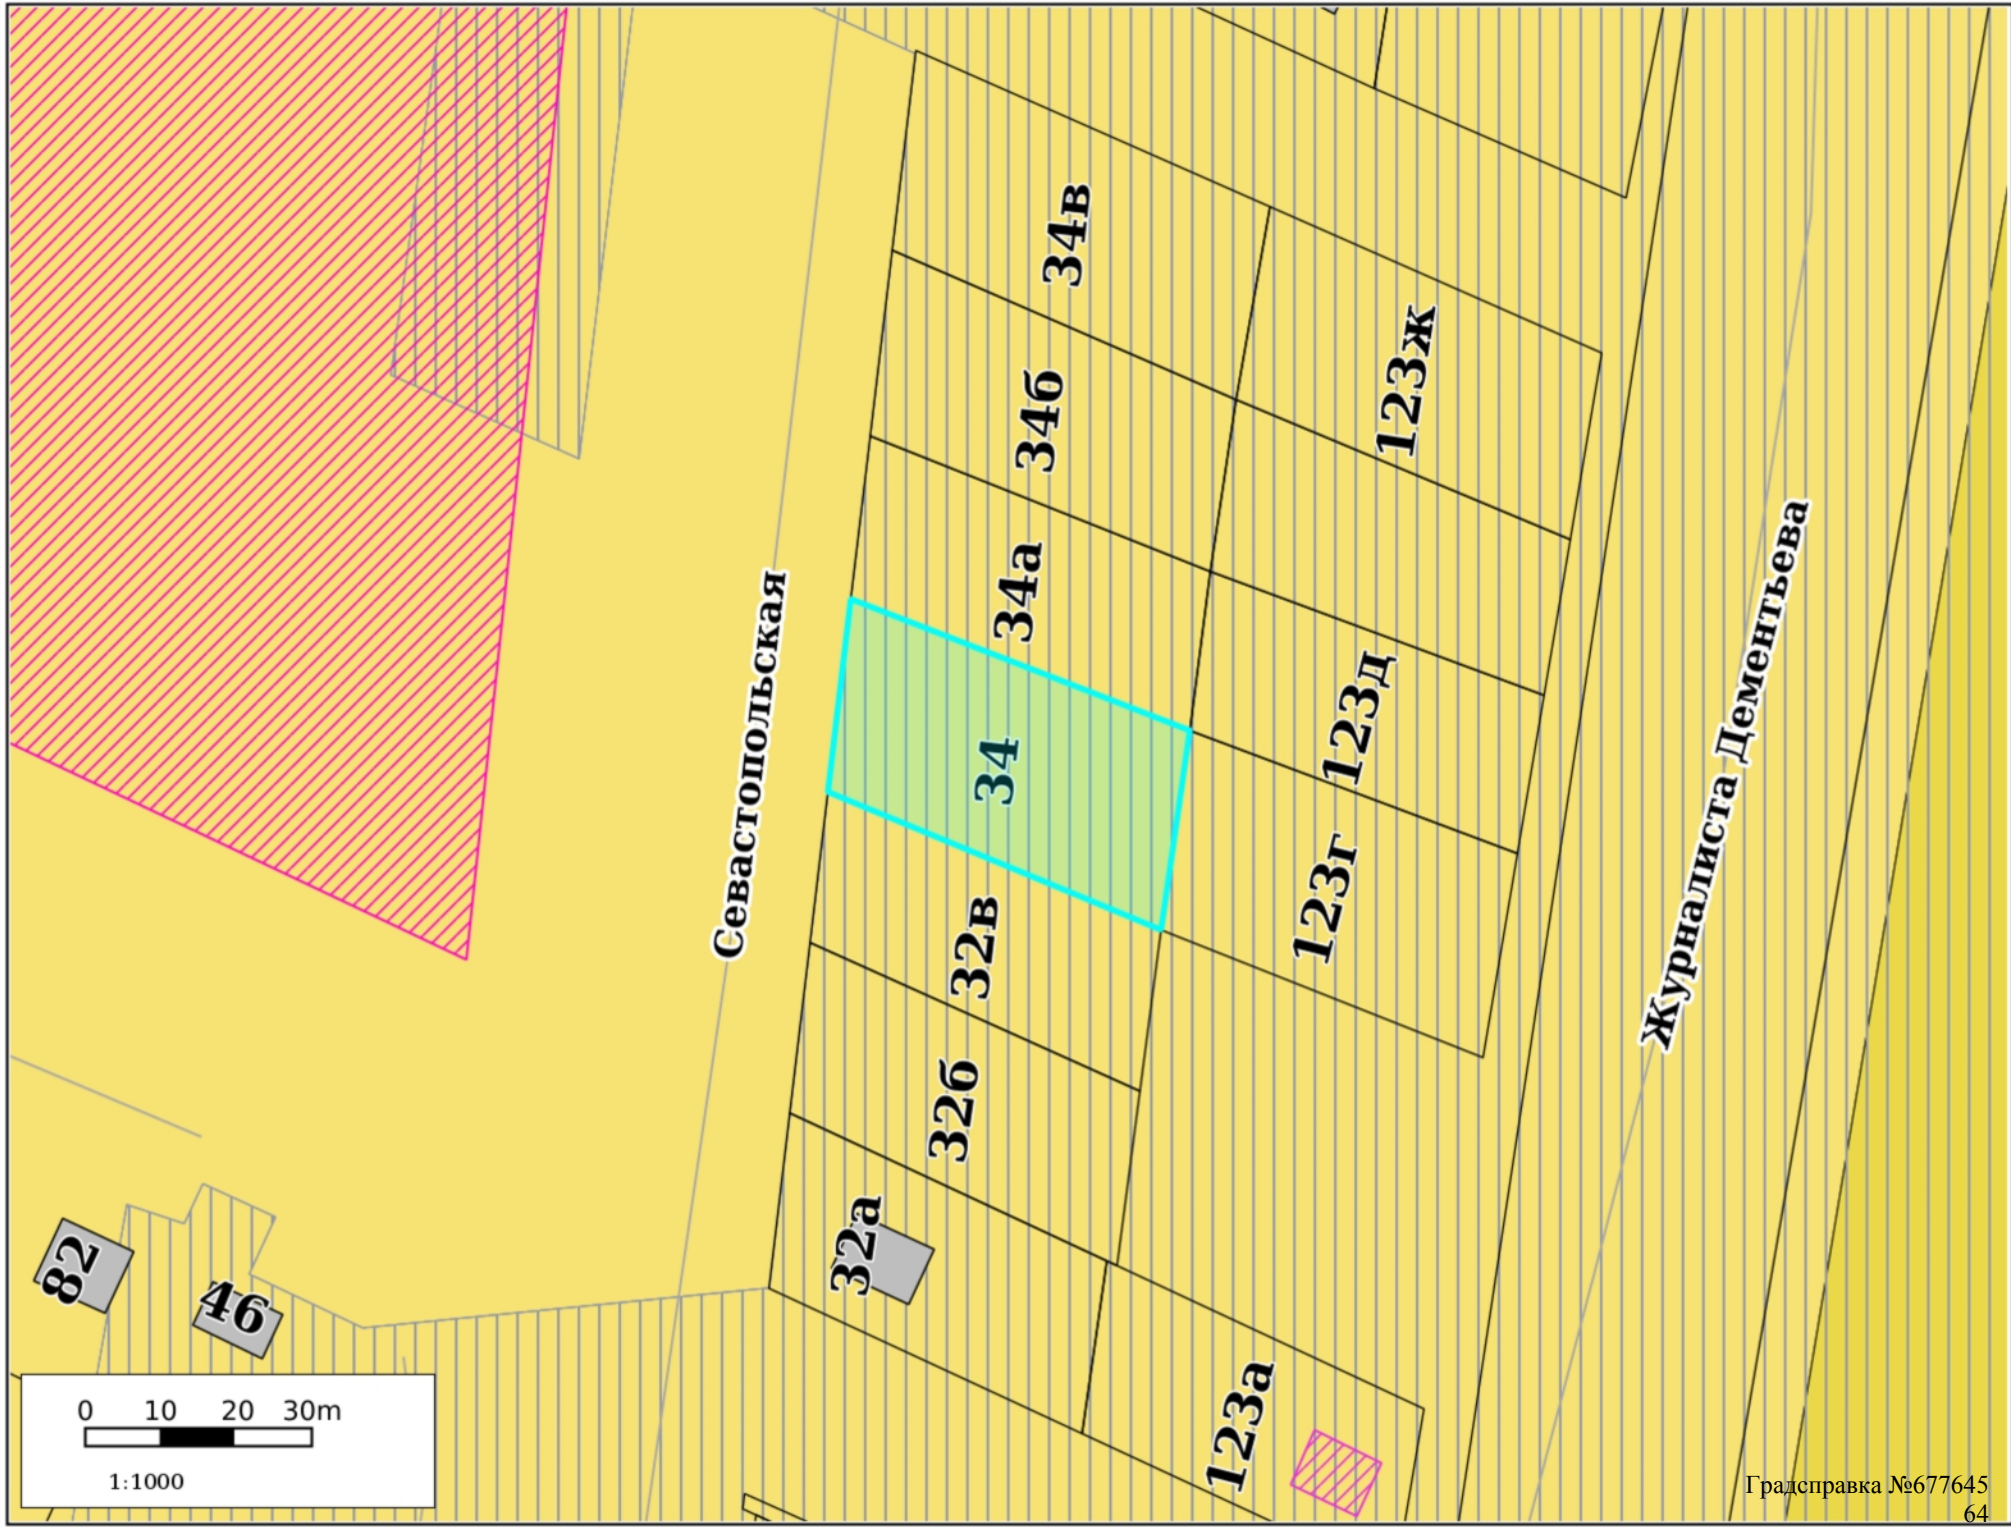 34в
123ж
34б
34а
Севастопольская
Журналиста Дементьева
123д
34
123г
32в
32б
32а
82
46
123а
0 10 20 30m
1:1000
Градсправка №677645
64